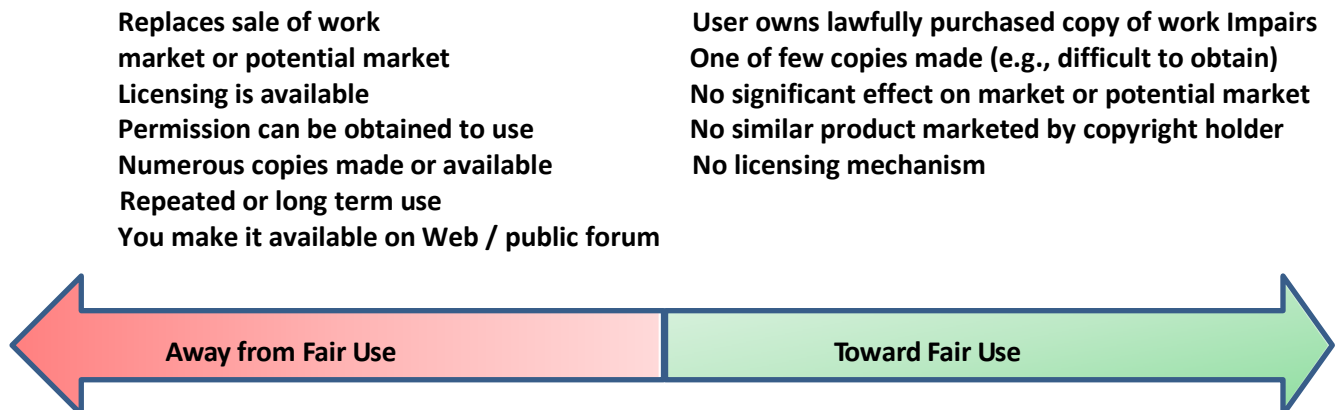 Replaces sale of work
market or potential market
Licensing is available
Permission can be obtained to use
Numerous copies made or available
Repeated or long term use
You make it available on Web / public forum
User owns lawfully purchased copy of work Impairs
One of few copies made (e.g., difficult to obtain)
No significant effect on market or potential market
No similar product marketed by copyright holder
No licensing mechanism
Away from Fair Use
Toward Fair Use